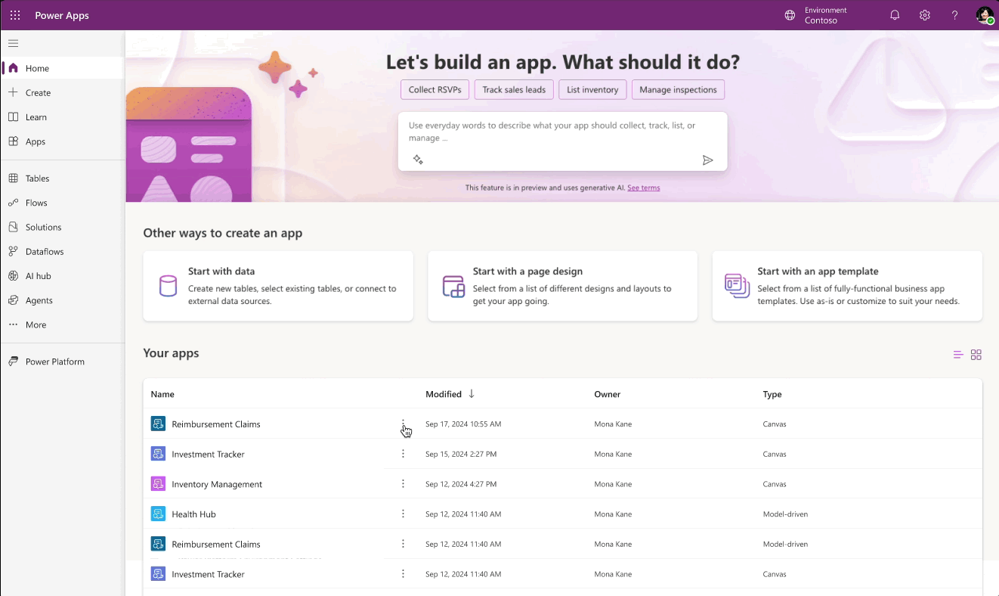 Power Apps
Environment
Contoso
Home
Create
Learn
Apps
Tables
Flows
Solutions
Dataflows
AI hub
Agents
More
Power Platform
Let's build an app. What should it do?
Collect RSVPs Track sales leads List inventory Manage inspections
Use everyday words to describe what your app should collect, track, list, or
manage ...
This feature is in preview and uses generative AI. See terms
Other ways to create an app
Start with data
Create new tables, select existing tables, or connect to
external data sources.
Start with a page design
Select from a list of different designs and layouts to
get your app going.
Start with an app template
Select from a list of fully-functional business app
templates. Use as-is or customize to suit your needs.
Your apps
Name Modified Owner Type
Reimbursement Claims Sep 17, 2024 10:55 AM Mona Kane Canvas
Investment Tracker Sep 15, 2024 2:27 PM Mona Kane Canvas
Inventory Management Sep 12, 2024 4:27 PM Mona Kane Canvas
Health Hub Sep 12, 2024 11:40 AM Mona Kane Model-driven
Reimbursement Claims Sep 12, 2024 11:40 AM Mona Kane Model-driven
Investment Tracker Sep 12, 2024 11:40 AM Mona Kane Canvas